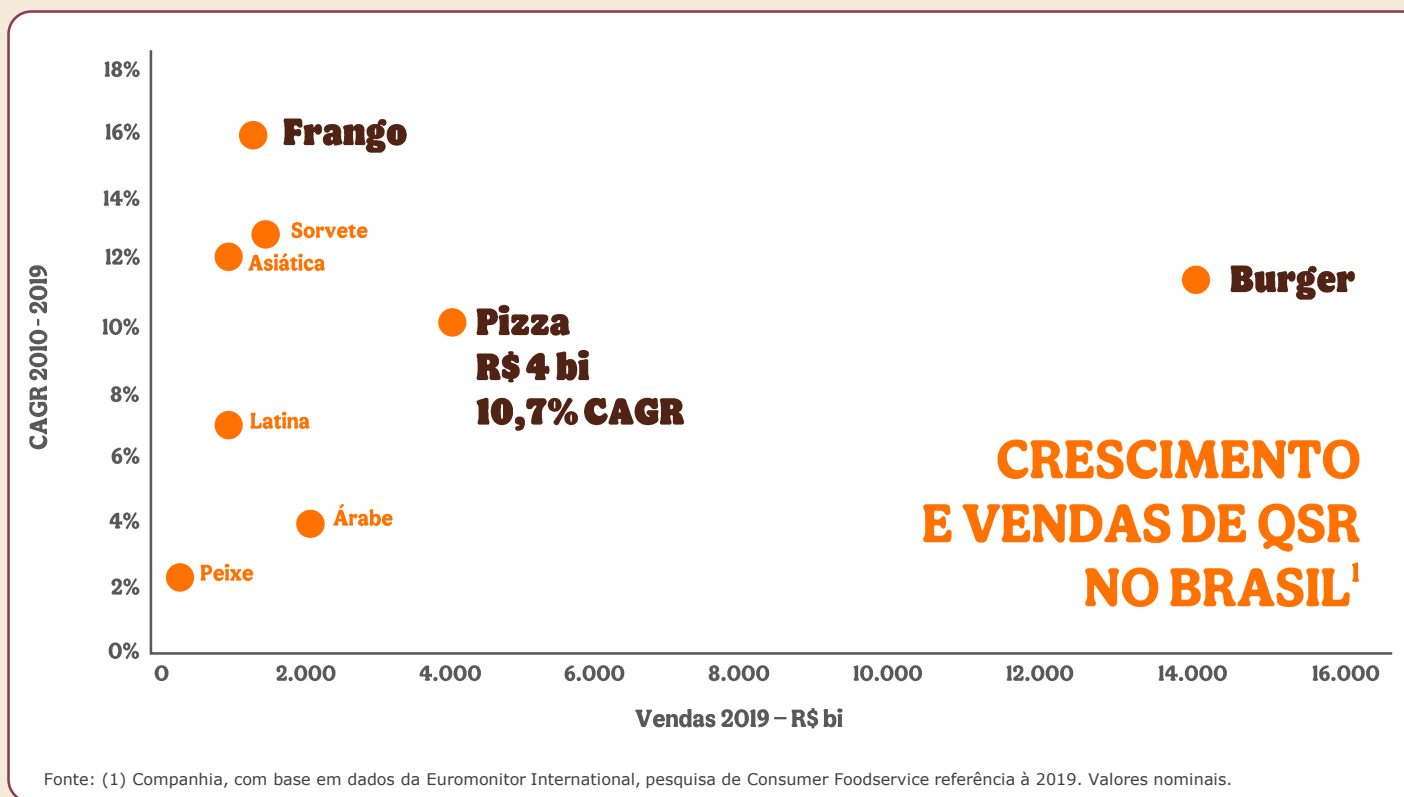 18%
16%
Frango
14%
Sorvete
12%
Asiática
Burger
CAGR 2010 - 2019
10%
Pizza
R$ 4 bi
10,7% CAGR
8%
Latina
6%
4%
Árabe
Peixe
2%
0%
CRESCIMENTO
E VENDAS DE QSR
NO BRASIL¹
0 2.000 4.000 6.000 8.000 10.000 12.000 14.000 16.000
Vendas 2019 – R$ bi
Fonte: (1) Companhia, com base em dados da Euromonitor International, pesquisa de Consumer Foodservice referência à 2019. Valores nominais.